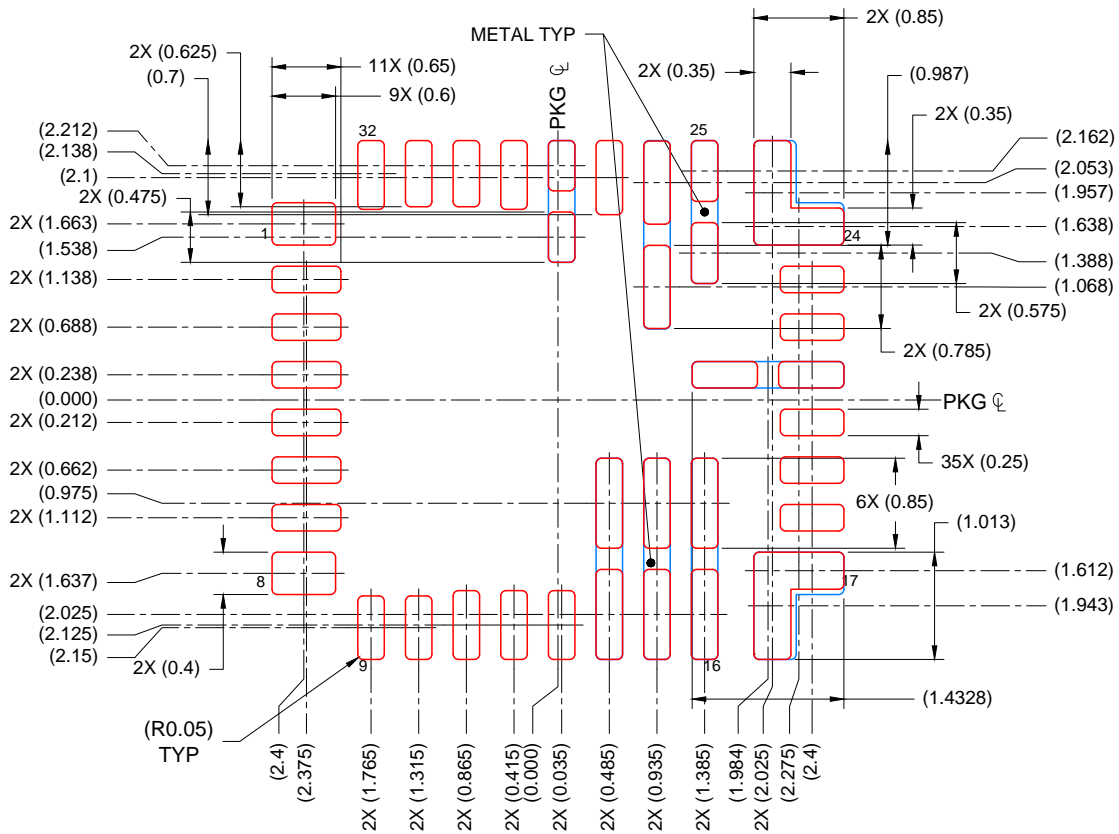 2X (0.85)
METAL TYP
2X (0.625)
11X (0.65)
2X (0.35)
(0.987)
(0.7)
9X (0.6)
PKG ℄
2X (0.35)
32
25
(2.212)
(2.138)
(2.1)
2X (0.475)
2X (1.663)
(1.538)
2X (1.138)
2X (0.688)
2X (0.238)
(0.000)
2X (0.212)
2X (0.662)
(0.975)
2X (1.112)
2X (1.637)
(2.025)
(2.125)
(2.15)
2X (0.4)
1
8
9
16
17
24
(2.162)
(2.053)
(1.957)
(1.638)
(1.388)
(1.068)
2X (0.575)
2X (0.785)
PKG ℄
35X (0.25)
6X (0.85)
(1.013)
(1.612)
(1.943)
(1.4328)
(R0.05)
TYP
(2.4)
(2.375)
2X (1.765)
2X (1.315)
2X (0.865)
2X (0.415)
(0.000)
2X (0.035)
2X (0.485)
2X (0.935)
2X (1.385)
(1.984)
2X (2.025)
(2.275)
(2.4)